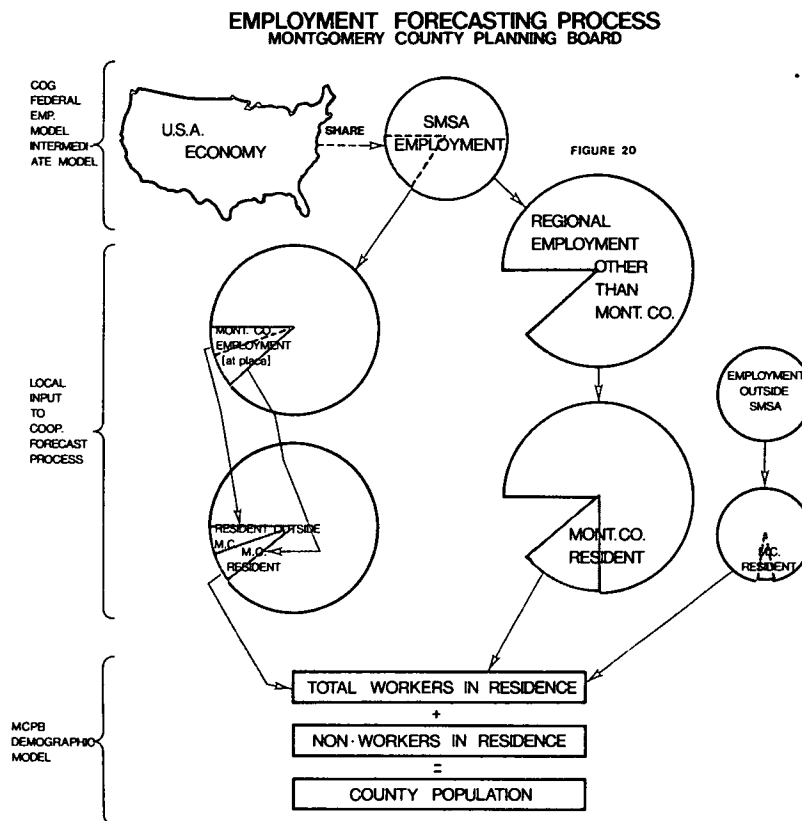 EMPLOYMENT FORECASTING PROCESS
MONTGOMERY COUNTY PLANNING BOARD
COG
FEDERAL
EMP.
MODEL
INTERMEDI
ATE MODEL
U.S.A.
ECONOMY
SHARE
SMSA
EMPLOYMENT
FIGURE 20
REGIONAL
EMPLOYMENT
OTHER
THAN
MONT. CO.
MONT. CO.
EMPLOYMENT
[at place]
LOCAL
INPUT
TO
COOP.
FORECAST
PROCESS
EMPLOYMENT
OUTSIDE
SMSA
RESIDENT OUTSIDE
M.C.
M.C.
RESIDENT
MONT. CO.
RESIDENT
M.C.
RESIDENT
MCPB
DEMOGRAPHIC
MODEL
TOTAL WORKERS IN RESIDENCE
+
NON-WORKERS IN RESIDENCE
=
COUNTY POPULATION